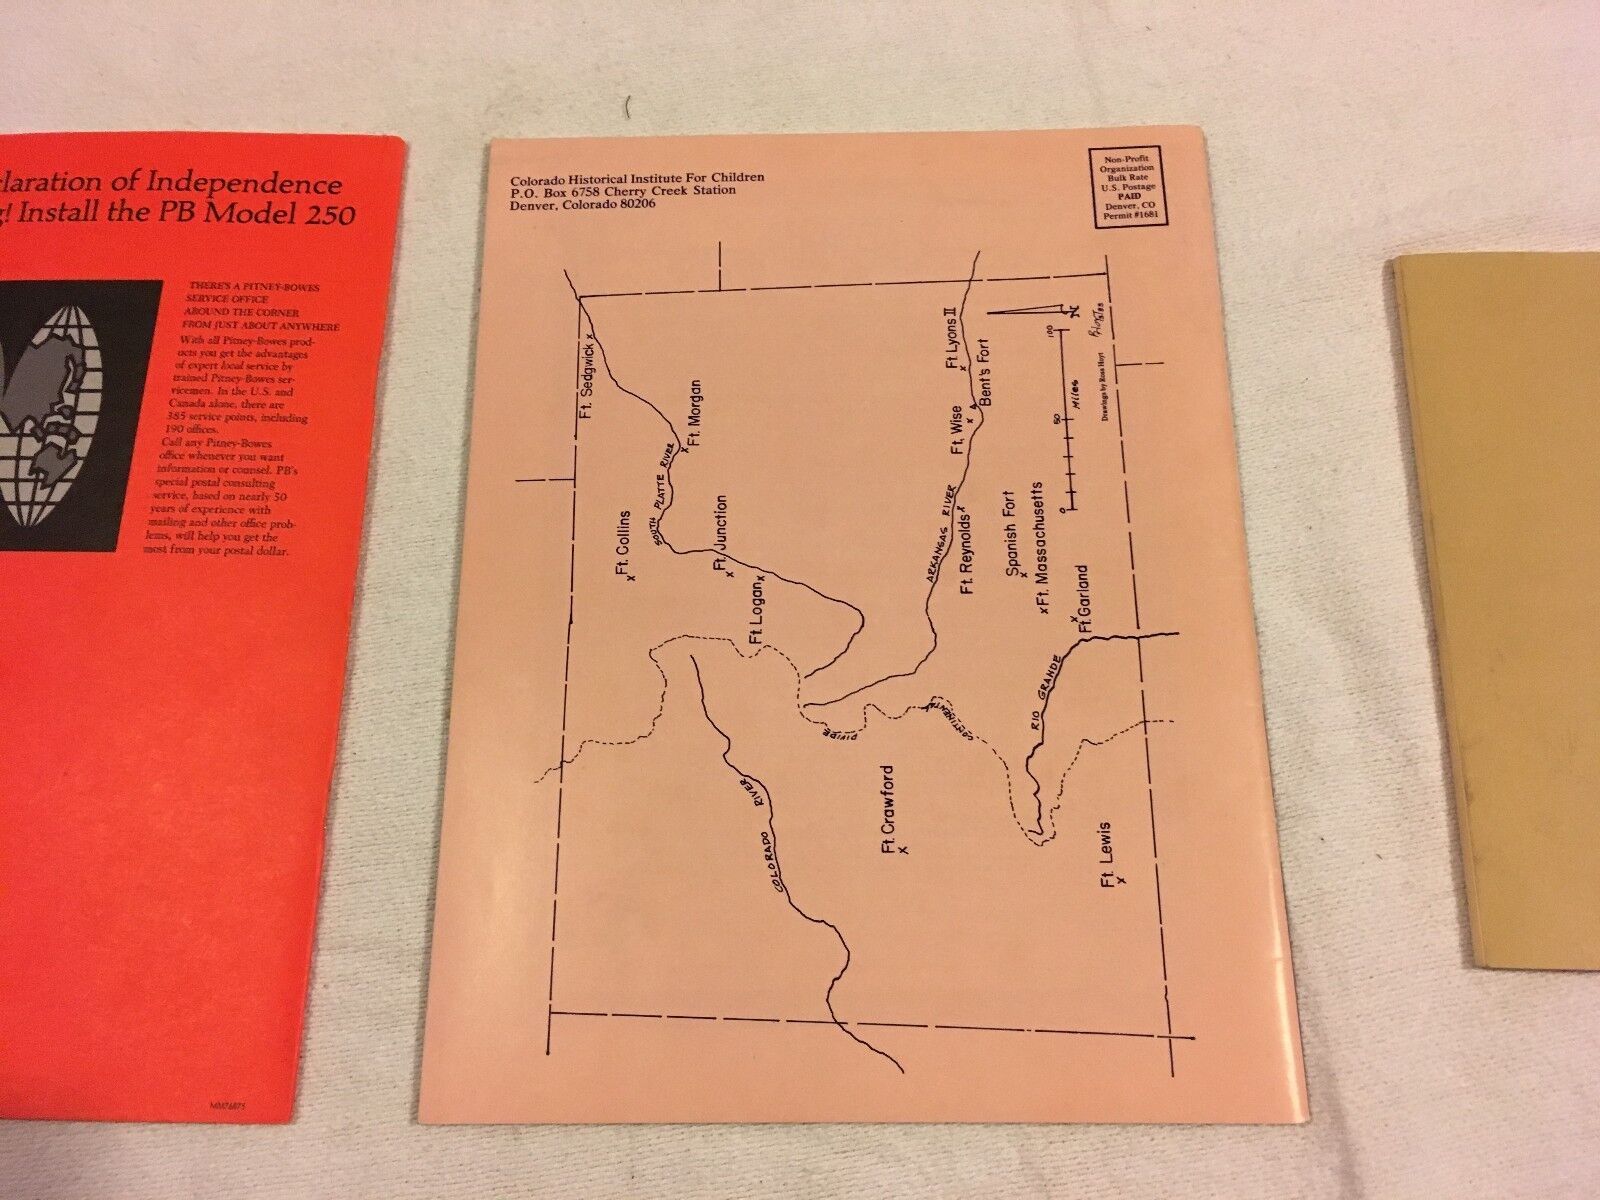 claration of Independence
g! Install the PB Model 250
THERE'S A PITNEY-BOWES
SERVICE OFFICE
AROUND THE CORNER
FROM JUST ABOUT ANYWHERE
With all Pitney-Bowes prod-
ucts you get the advantages
of expert local service by
trained Pitney-Bowes ser-
vicemen. In the U.S. and
Canada alone, there are
385 service points, including
190 offices.
Call any Pitney-Bowes
office whenever you want
information or counsel. PB's
special postal consulting
service, based on nearly 50
years of experience with
mailing and other office prob-
lems, will help you get the
most from your postal dollar.
Colorado Historical Institute For Children
P.O. Box 6758 Cherry Creek Station
Denver, Colorado 80206
Non-Profit
Organization
Bulk Rate
U.S. Postage
PAID
Denver, CO
Permit #1681
Ft. Sedgwick
Ft. Morgan
SOUTH PLATTE RIVER
Ft. Collins
Ft. Junction
Ft. Logan
Ft Lyons II
Bent's Fort
Ft. Wise
ARKANSAS RIVER
Ft. Reynolds
Spanish Fort
Ft. Massachusetts
Ft. Garland
RIO GRANDE
CONTINENTAL
DIVIDE
COLORADO RIVER
Ft. Crawford
Ft. Lewis
N
0 50 100
Miles
Drawings by Ross Hoyt